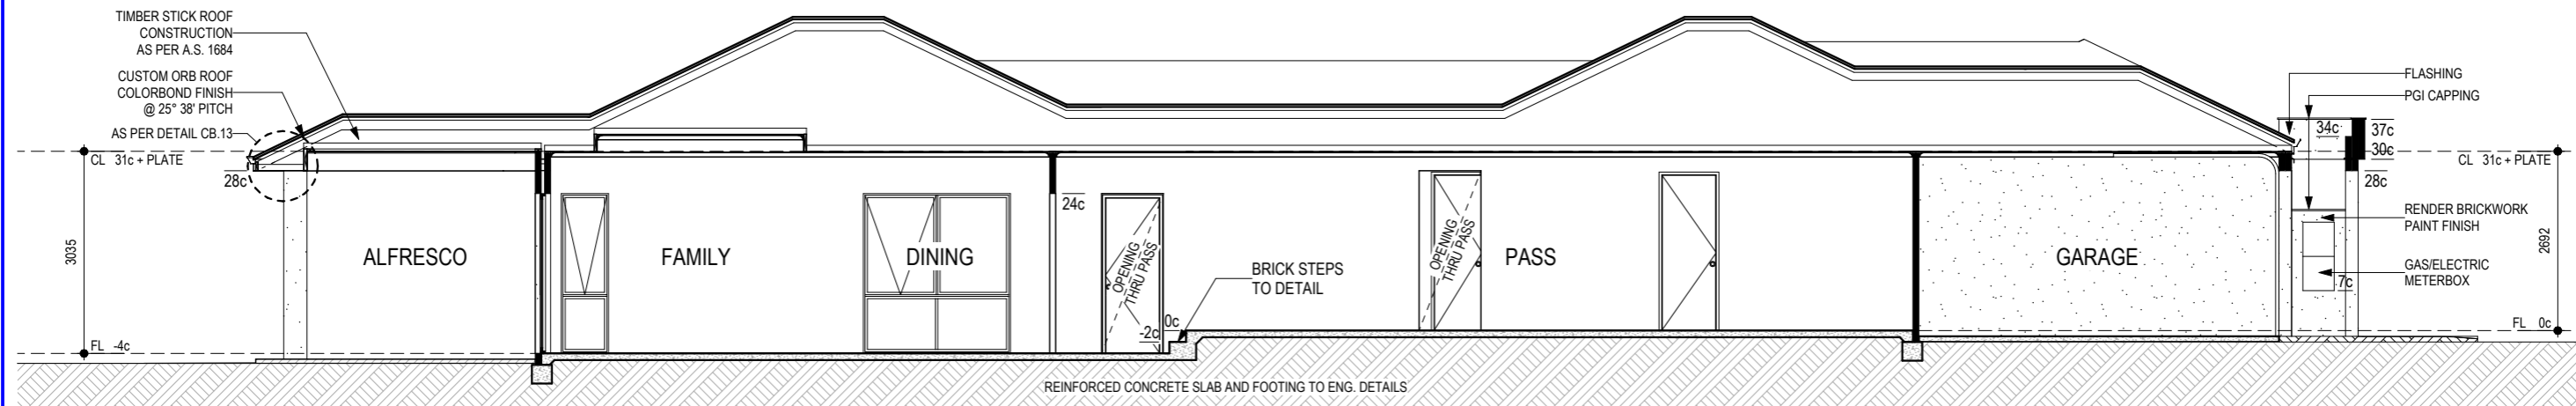 TIMBER STICK ROOF
CONSTRUCTION
AS PER A.S. 1684
CUSTOM ORB ROOF
COLORBOND FINISH
@ 25° 38' PITCH
AS PER DETAIL CB.13
CL 31c + PLATE
28c
3035
FL -4c
ALFRESCO
FAMILY
DINING
24c
OPENING
THRU PASS
-2c
0c
BRICK STEPS
TO DETAIL
OPENING
THRU PASS
PASS
GARAGE
REINFORCED CONCRETE SLAB AND FOOTING TO ENG. DETAILS
FLASHING
PGI CAPPING
34c
37c
30c
CL 31c + PLATE
28c
RENDER BRICKWORK
PAINT FINISH
2692
GAS/ELECTRIC
METERBOX
7c
FL 0c